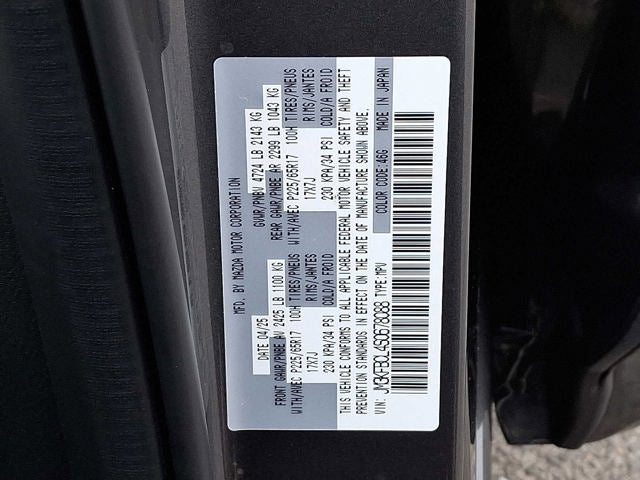 MFD. BY MAZDA MOTOR CORPORATION
DATE 04/25 GVWR/PNBV 4724 LB 2143 KG
FRONT GAWR/PNBE AV 2425 LB 1100 KG REAR GAWR/PNBE AR 2299 LB 1043 KG
WITH/AVEC P225/65R17 100H TIRES/PNEUS WITH/AVEC P225/65R17 100H TIRES/PNEUS
17X7J RIMS/JANTES 17X7J RIMS/JANTES
230 KPA/34 PSI COLD/A FROID 230 KPA/34 PSI COLD/A FROID
THIS VEHICLE CONFORMS TO ALL APPLICABLE FEDERAL MOTOR VEHICLE SAFETY AND THEFT
PREVENTION STANDARDS IN EFFECT ON THE DATE OF MANUFACTURE SHOWN ABOVE.
VIN: JM3KFBCL4S0678088 TYPE:MPV COLOR CODE:46G MADE IN JAPAN